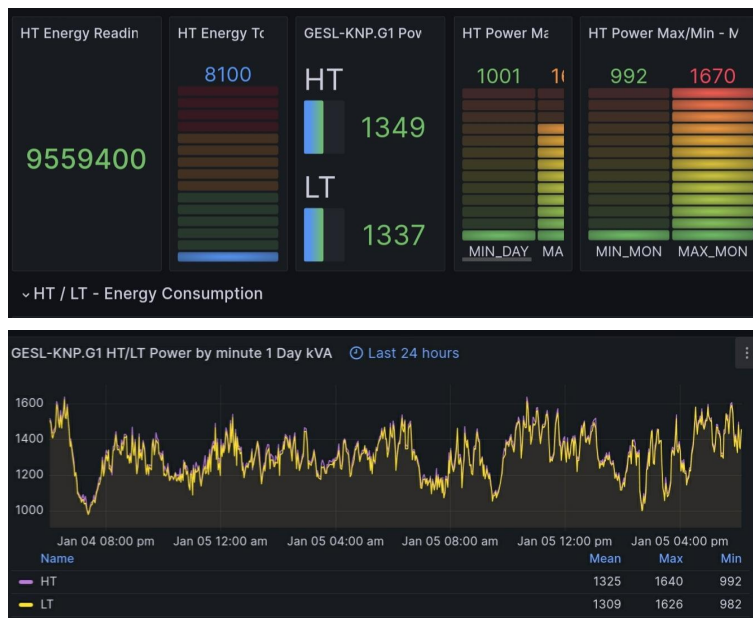 HT Energy Readin
HT Energy To
GESL-KNP.G1 Pov
HT Power Ma
HT Power Max/Min - M
9559400
8100
HT
1349
LT
1337
1001
MIN_DAY
MA
992
1670
MIN_MON
MAX_MON
HT / LT - Energy Consumption
GESL-KNP.G1 HT/LT Power by minute 1 Day kVA
Last 24 hours
1600
1400
1200
1000
Jan 04 08:00 pm
Jan 05 12:00 am
Jan 05 04:00 am
Jan 05 08:00 am
Jan 05 12:00 pm
Jan 05 04:00 pm
Name Mean Max Min
HT 1325 1640 992
LT 1309 1626 982